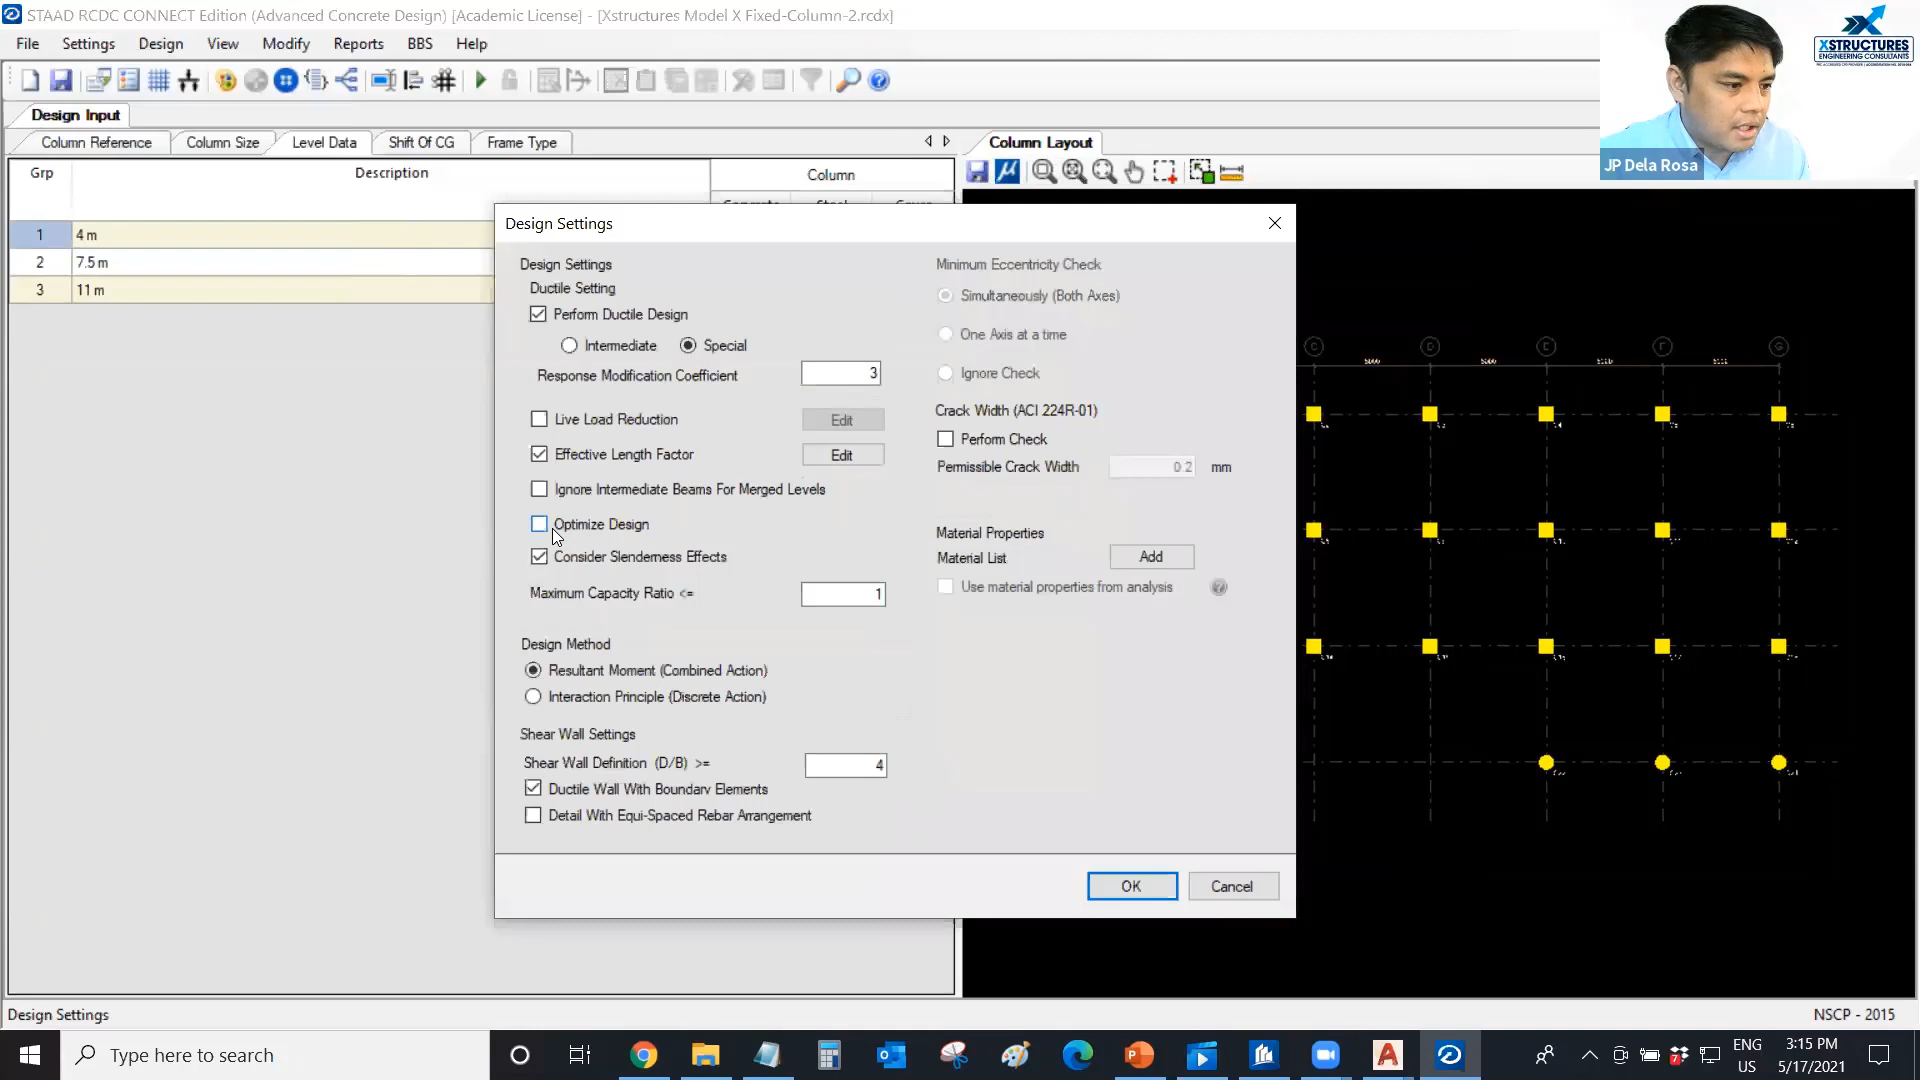 STAAD RCDC CONNECT Edition (Advanced Concrete Design) [Academic License] - [Xstructures Model X Fixed-Column-2.rcdx]
File Settings Design View Modify Reports BBS Help
Design Input
Column Reference Column Size Level Data Shift Of CG Frame Type
Column Layout
XSTRUCTURES
ENGINEERING CONSULTANTS
JP Dela Rosa
Grp Description Column
1 4 m
2 7.5 m
3 11 m
Design Settings
Design Settings
Ductile Setting
Perform Ductile Design
Intermediate Special
Response Modification Coefficient 3
Live Load Reduction Edit
Effective Length Factor Edit
Ignore Intermediate Beams For Merged Levels
Optimize Design
Consider Slenderness Effects
Maximum Capacity Ratio <= 1
Design Method
Resultant Moment (Combined Action)
Interaction Principle (Discrete Action)
Shear Wall Settings
Shear Wall Definition (D/B) >= 4
Ductile Wall With Boundary Elements
Detail With Equi-Spaced Rebar Arrangement
Minimum Eccentricity Check
Simultaneously (Both Axes)
One Axis at a time
Ignore Check
Crack Width (ACI 224R-01)
Perform Check
Permissible Crack Width 0.2 mm
Material Properties
Material List Add
Use material properties from analysis
OK Cancel
C D E F G
Design Settings
NSCP - 2015
Type here to search
ENG
US
3:15 PM
5/17/2021